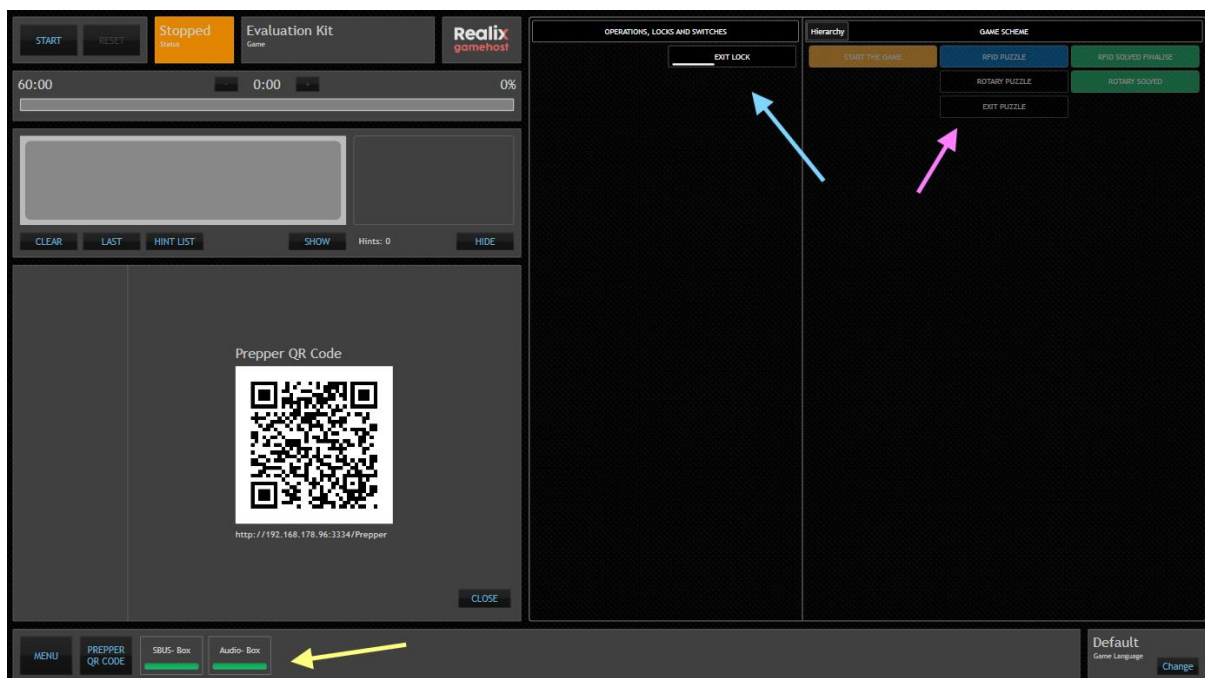 START
RESET
Stopped
Status
Evaluation Kit
Game
Realix
gamehost
60:00
-
0:00
0%
CLEAR
LAST
HINT LIST
SHOW
Hints: 0
HIDE
Prepper QR Code
http://192.168.178.96:3334/Prepper
CLOSE
OPERATIONS, LOCKS AND SWITCHES
EXIT LOCK
Hierarchy
GAME SCHEME
START THE GAME
RFID PUZZLE
RFID SOLVED FINALISE
ROTARY PUZZLE
ROTARY SOLVED
EXIT PUZZLE
MENU
PREPPER
QR CODE
SBUS- Box
Audio- Box
Default
Game Language
Change